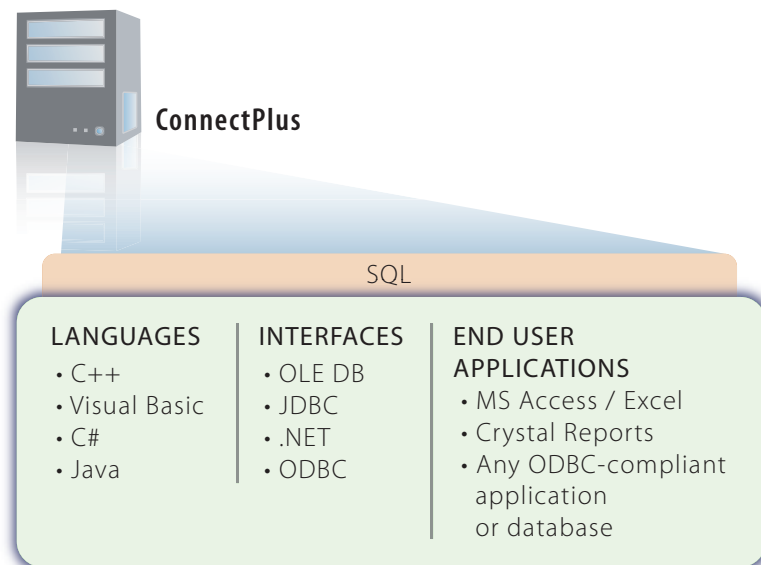 ConnectPlus
SQL
LANGUAGES
• C++
• Visual Basic
• C#
• Java
INTERFACES
• OLE DB
• JDBC
• .NET
• ODBC
END USER
APPLICATIONS
• MS Access / Excel
• Crystal Reports
• Any ODBC-compliant
application
or database